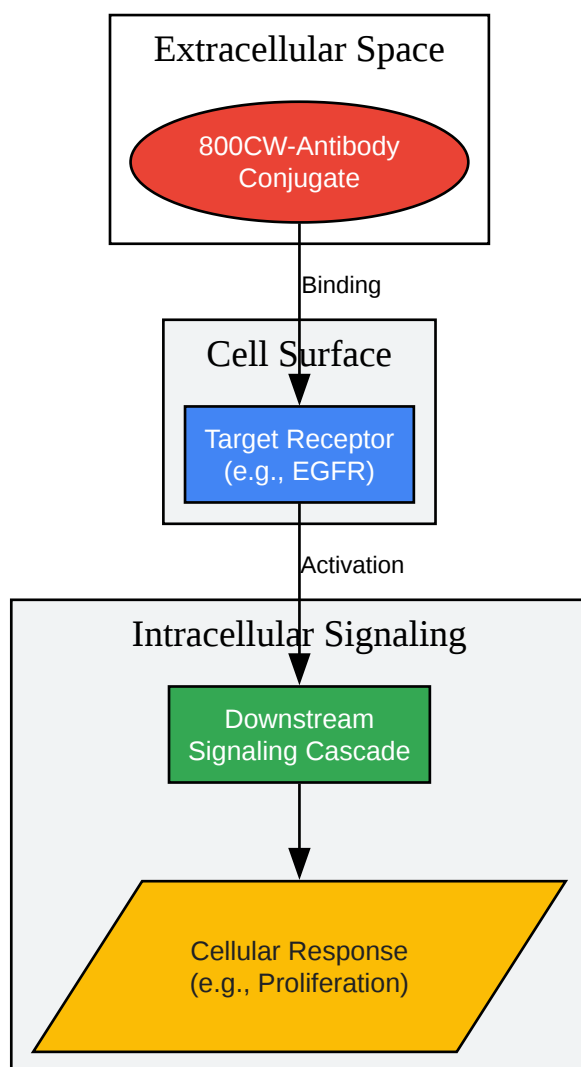 Extracellular Space
800CW-Antibody
Conjugate
Binding
Cell Surface
Target Receptor
(e.g., EGFR)
Activation
Intracellular Signaling
Downstream
Signaling Cascade
Cellular Response
(e.g., Proliferation)